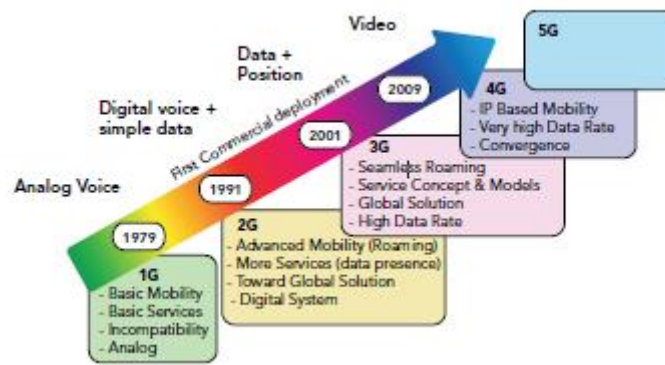 Video
5G
Data +
Position
Digital voice +
simple data
Analog Voice
First Commercial deployment
1979
1991
2001
2009
4G
- IP Based Mobility
- Very high Data Rate
- Convergence
3G
- Seamless Roaming
- Service Concept & Models
- Global Solution
- High Data Rate
2G
- Advanced Mobility (Roaming)
- More Services (data presence)
- Toward Global Solution
- Digital System
1G
- Basic Mobility
- Basic Services
- Incompatibility
- Analog